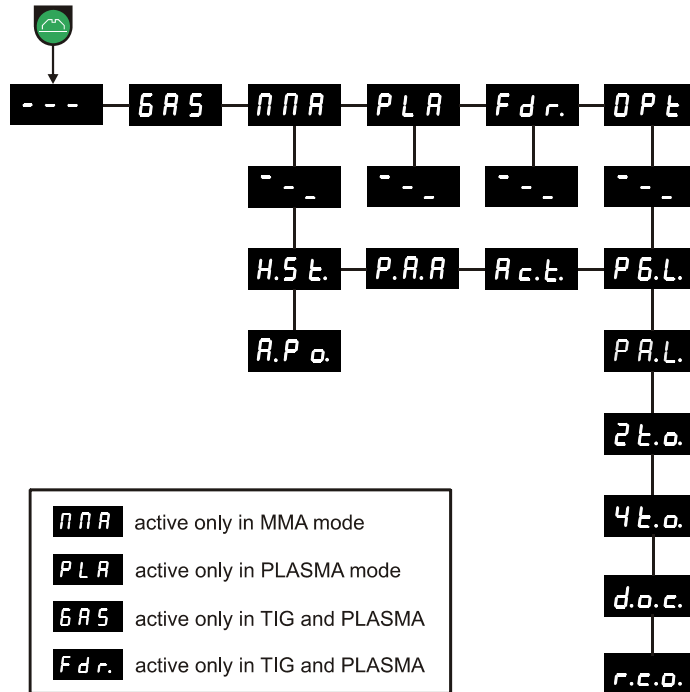 --- GAS MMA PLA Fdr. OPt
¯-_ ¯-_ ¯-_ ¯-_
H.St. P.A.A Ac.t. PG.L.
A.Po. PA.L.
2t.o.
4t.o.
d.o.c.
r.c.o.
MMA active only in MMA mode
PLA active only in PLASMA mode
GAS active only in TIG and PLASMA
Fdr. active only in TIG and PLASMA